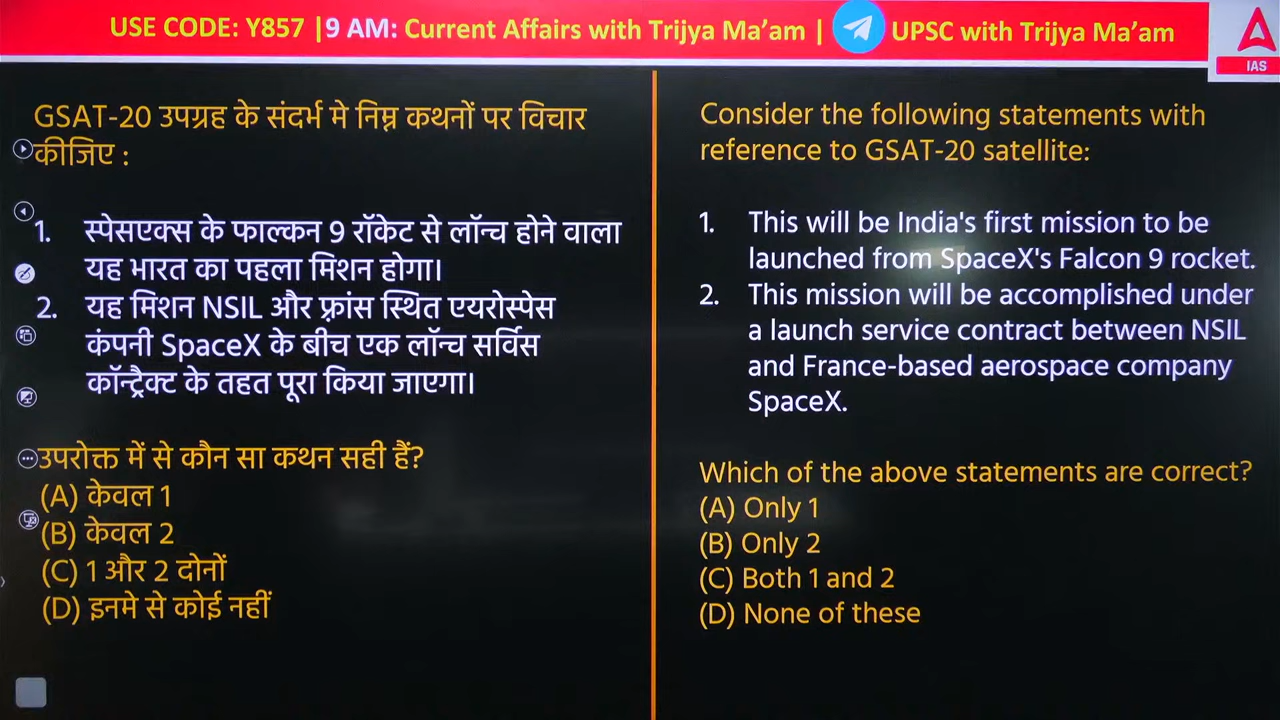 USE CODE: Y857 |9 AM: Current Affairs with Trijya Ma’am | UPSC with Trijya Ma’am
IAS
GSAT-20 उपग्रह के संदर्भ मे निम्न कथनों पर विचार
कीजिए :
1. स्पेसएक्स के फाल्कन 9 रॉकेट से लॉन्च होने वाला
यह भारत का पहला मिशन होगा।
2. यह मिशन NSIL और फ़्रांस स्थित एयरोस्पेस
कंपनी SpaceX के बीच एक लॉन्च सर्विस
कॉन्ट्रैक्ट के तहत पूरा किया जाएगा।
उपरोक्त में से कौन सा कथन सही हैं?
(A) केवल 1
(B) केवल 2
(C) 1 और 2 दोनों
(D) इनमे से कोई नहीं
Consider the following statements with
reference to GSAT-20 satellite:
1. This will be India's first mission to be
launched from SpaceX's Falcon 9 rocket.
2. This mission will be accomplished under
a launch service contract between NSIL
and France-based aerospace company
SpaceX.
Which of the above statements are correct?
(A) Only 1
(B) Only 2
(C) Both 1 and 2
(D) None of these